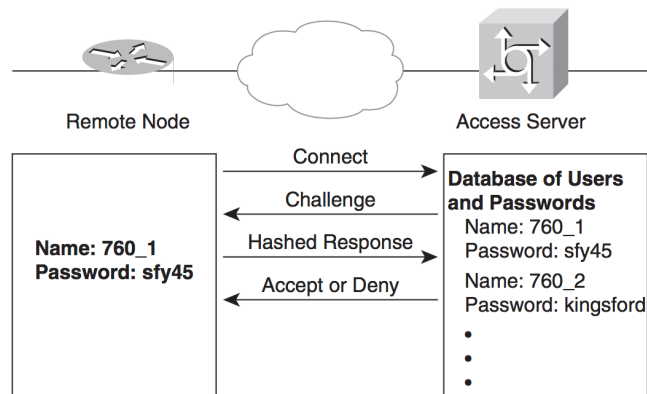 Remote Node
Access Server
Connect
Challenge
Hashed Response
Accept or Deny
Name: 760_1
Password: sfy45
Database of Users
and Passwords
Name: 760_1
Password: sfy45
Name: 760_2
Password: kingsford